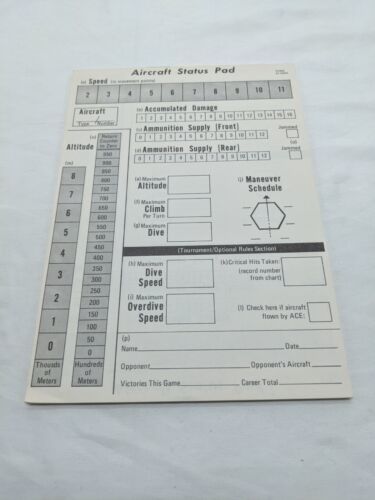 Aircraft Status Pad
(a) Speed (in movement points)
2 3 4 5 6 7 8 9 10 11
Aircraft
Type Number
(b) Accumulated Damage
1 2 3 4 5 6 7 8 9 10 11 12 13 14 15 16
(c) Ammunition Supply [Front] Jammed
0 1 2 3 4 5 6 7 8 9 10 11 12
(d) Ammunition Supply [Rear] Jammed
0 1 2 3 4 5 6 7 8 9 10 11 12
Altitude
(m)
8
7
6
5
4
3
2
1
0
Thouands of
Meters
Meters
Counter
to Zero
950
900
850
800
750
700
650
600
550
500
450
400
350
300
250
200
150
100
50
0
Hundreds
of
Meters
(e) Maximum
Altitude
(f) Maximum
Climb
Per Turn
(g) Maximum
Dive
(j) Maneuver
Schedule
(Tournament/Optional Rules Section)
(h) Maximum
Dive
Speed
(i) Maximum
Overdive
Speed
(k) Critical Hits Taken:
(record number
from chart)
(l) Check here if aircraft
flown by ACE:
(p)
Name Date
Opponent Opponent's Aircraft
Victories This Game Career Total